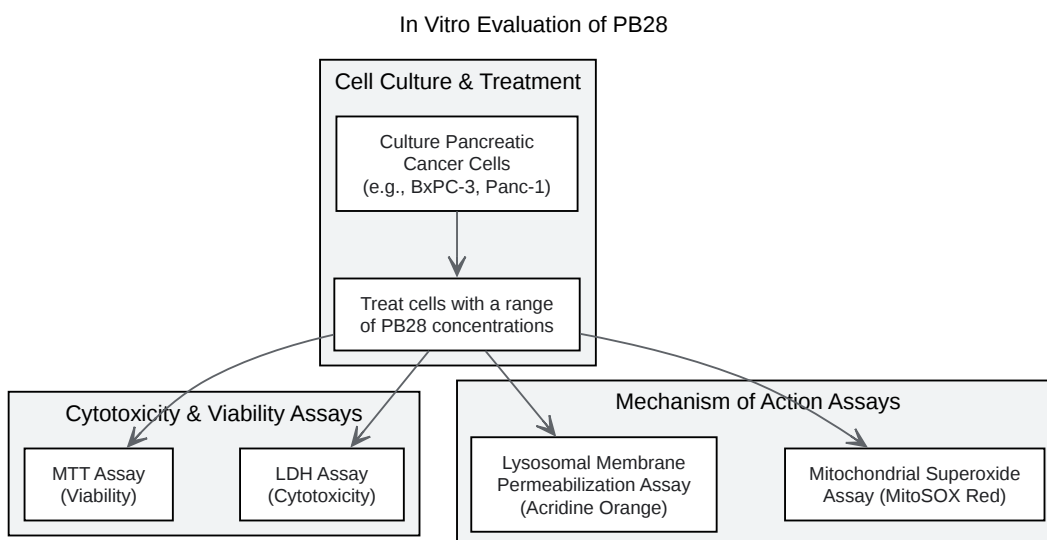 In Vitro Evaluation of PB28
Cell Culture & Treatment
Culture Pancreatic
Cancer Cells
(e.g., BxPC-3, Panc-1)
Treat cells with a range
of PB28 concentrations
Cytotoxicity & Viability Assays
MTT Assay
(Viability)
LDH Assay
(Cytotoxicity)
Mechanism of Action Assays
Lysosomal Membrane
Permeabilization Assay
(Acridine Orange)
Mitochondrial Superoxide
Assay (MitoSOX Red)